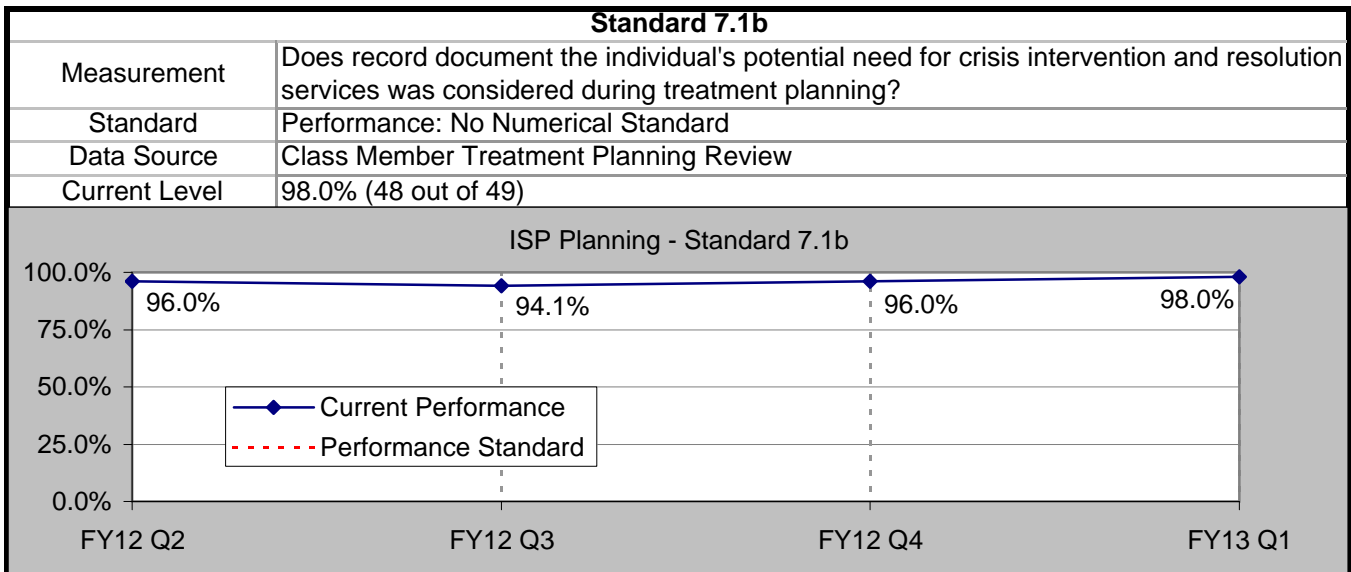 Standard 7.1b
Measurement
Does record document the individual's potential need for crisis intervention and resolution
services was considered during treatment planning?
Standard
Performance: No Numerical Standard
Data Source
Class Member Treatment Planning Review
Current Level
98.0% (48 out of 49)
ISP Planning - Standard 7.1b
100.0%
75.0%
50.0%
25.0%
0.0%
96.0%
94.1%
96.0%
98.0%
Current Performance
Performance Standard
FY12 Q2
FY12 Q3
FY12 Q4
FY13 Q1